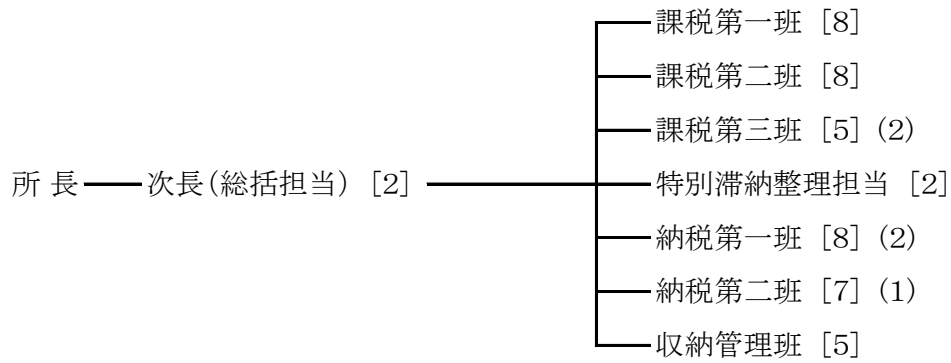 課税第一班 [8]
課税第二班 [8]
課税第三班 [5] (2)
所 長 次長(総括担当) [2]
特別滞納整理担当 [2]
納税第一班 [8] (2)
納税第二班 [7] (1)
収納管理班 [5]